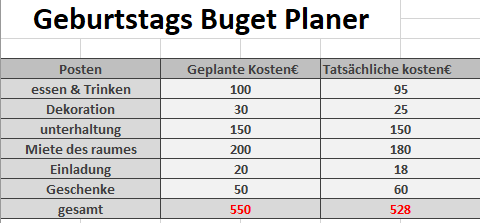 Geburtstags Buget Planer
Posten Geplante Kosten€ Tatsächliche kosten€
essen & Trinken 100 95
Dekoration 30 25
unterhaltung 150 150
Miete des raumes 200 180
Einladung 20 18
Geschenke 50 60
gesamt 550 528